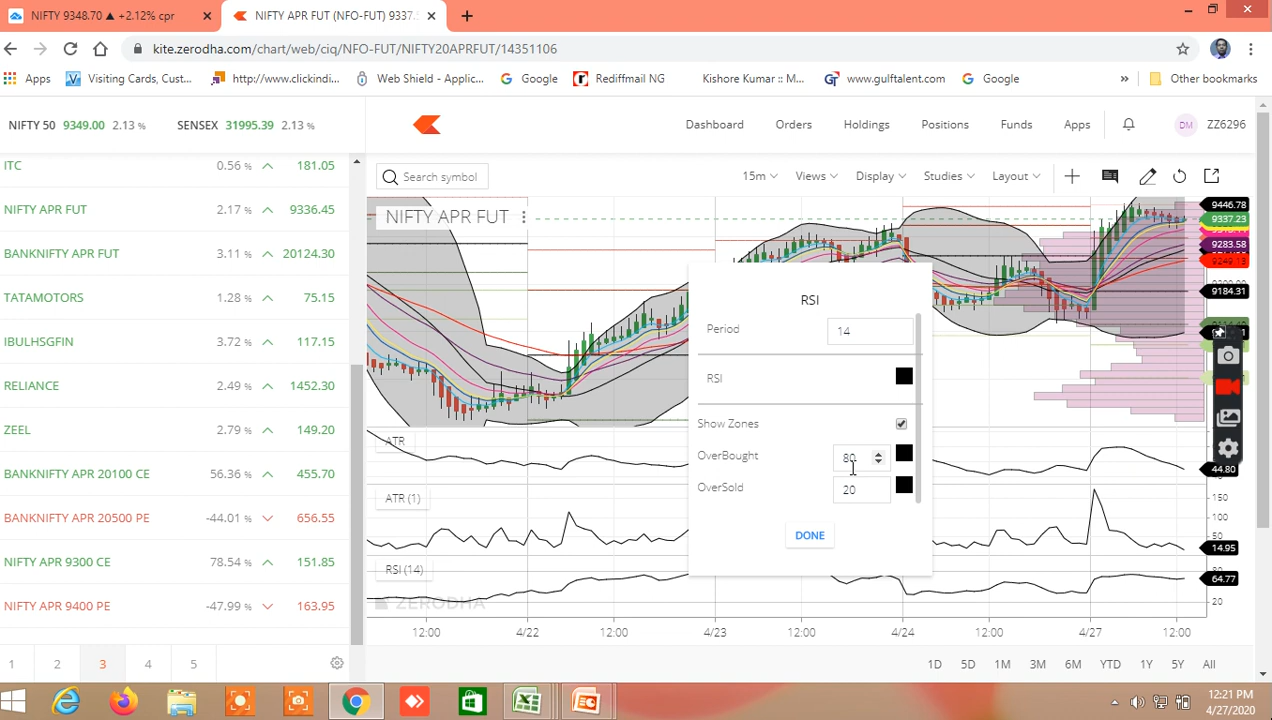 NIFTY 9348.70 ▲ +2.12% cpr
NIFTY APR FUT (NFO-FUT) 9337.
kite.zerodha.com/chart/web/ciq/NFO-FUT/NIFTY20APRFUT/14351106
Apps Visiting Cards, Cust... http://www.clickindi... Web Shield - Applic... Google Rediffmail NG Kishore Kumar :: M... www.gulftalent.com Google » Other bookmarks
NIFTY 50 9349.00 2.13 % SENSEX 31995.39 2.13 %
Dashboard Orders Holdings Positions Funds Apps DM ZZ6296
ITC 0.56 % 181.05
NIFTY APR FUT 2.17 % 9336.45
BANKNIFTY APR FUT 3.11 % 20124.30
TATAMOTORS 1.28 % 75.15
IBULHSGFIN 3.72 % 117.15
RELIANCE 2.49 % 1452.30
ZEEL 2.79 % 149.20
BANKNIFTY APR 20100 CE 56.36 % 455.70
BANKNIFTY APR 20500 PE -44.01 % 656.55
NIFTY APR 9300 CE 78.54 % 151.85
NIFTY APR 9400 PE -47.99 % 163.95
1 2 3 4 5
Search symbol 15m Views Display Studies Layout
NIFTY APR FUT
9446.78
9337.23
9283.58
9249.13
9184.31
RSI
Period 14
RSI
Show Zones
OverBought 80
OverSold 20
DONE
ATR
44.80
ATR (1)
150
100
50
14.95
RSI (14)
64.77
20
ZERODHA
12:00 4/22 12:00 4/23 12:00 4/24 12:00 4/27 12:00
1D 5D 1M 3M 6M YTD 1Y 5Y All
12:21 PM
4/27/2020